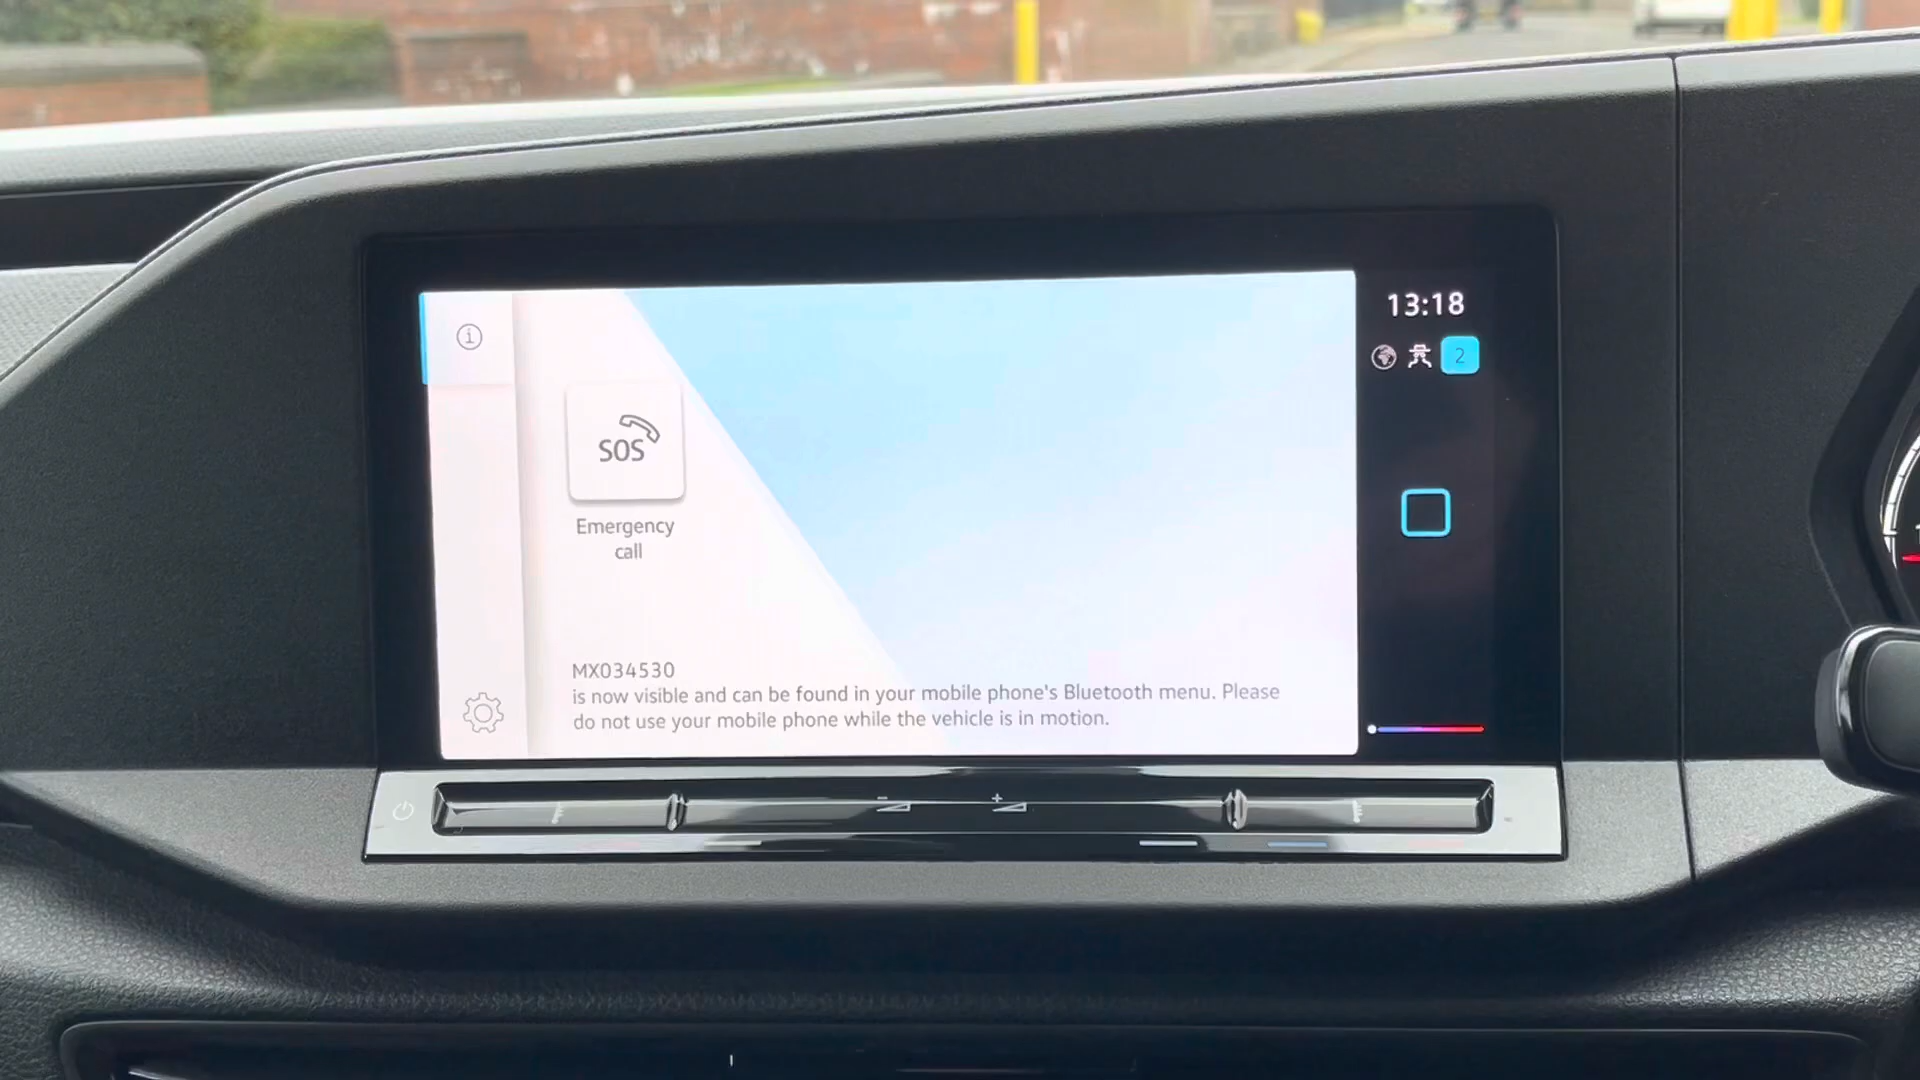 13:18
2
SOS
Emergency
call
MX034530
is now visible and can be found in your mobile phone's Bluetooth menu. Please
do not use your mobile phone while the vehicle is in motion.